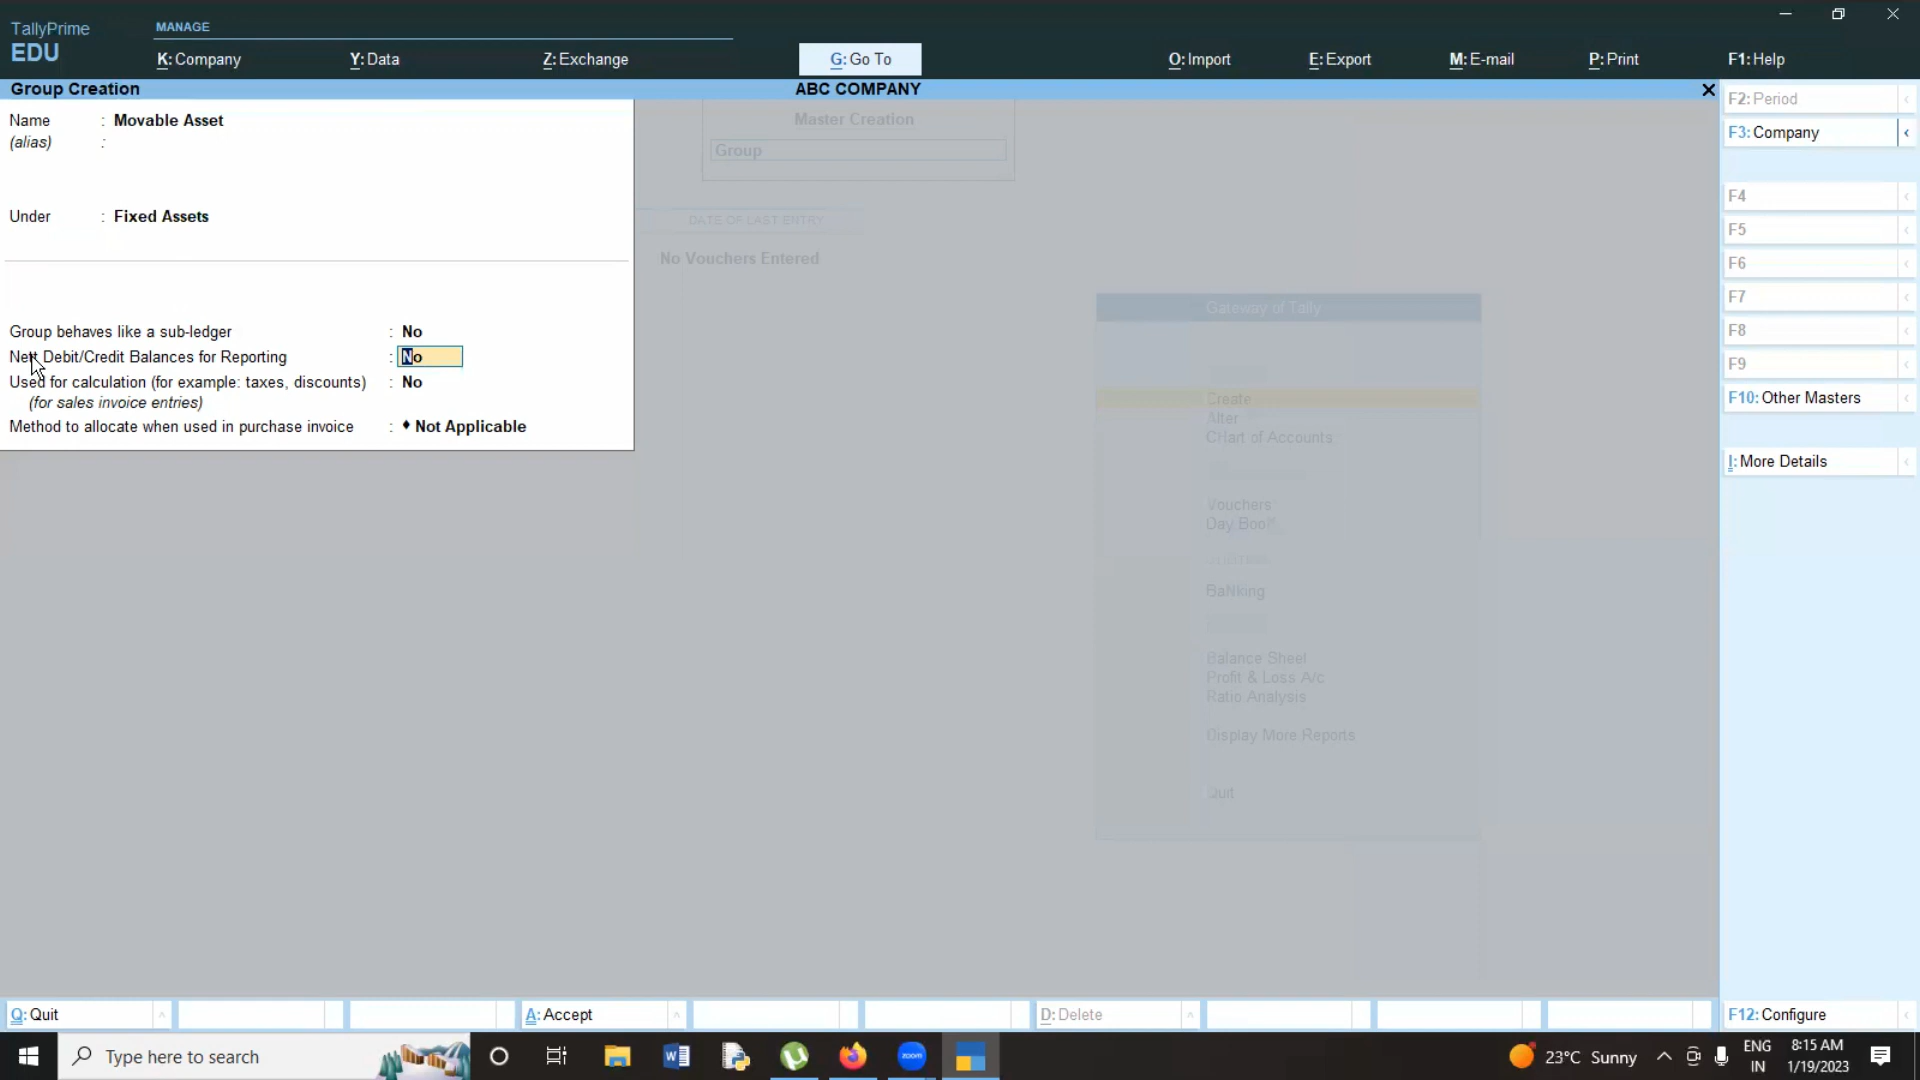 TallyPrime
EDU
MANAGE
K: Company
Y: Data
Z: Exchange
G: Go To
O: Import
E: Export
M: E-mail
P: Print
F1: Help
Group Creation
ABC COMPANY
Name : Movable Asset
(alias) :
Under : Fixed Assets
Group behaves like a sub-ledger : No
Nett Debit/Credit Balances for Reporting : No
Used for calculation (for example: taxes, discounts) : No
(for sales invoice entries)
Method to allocate when used in purchase invoice : ♦ Not Applicable
Master Creation
Group
DATE OF LAST ENTRY
No Vouchers Entered
Gateway of Tally
Create
Alter
CHart of Accounts
Vouchers
Day Book
BaNking
Balance Sheet
Profit & Loss A/c
Ratio Analysis
Display More Reports
Quit
F2: Period
F3: Company
F4
F5
F6
F7
F8
F9
F10: Other Masters
I: More Details
F12: Configure
Q: Quit
A: Accept
D: Delete
Type here to search
zoom
23°C Sunny
ENG
IN
8:15 AM
1/19/2023